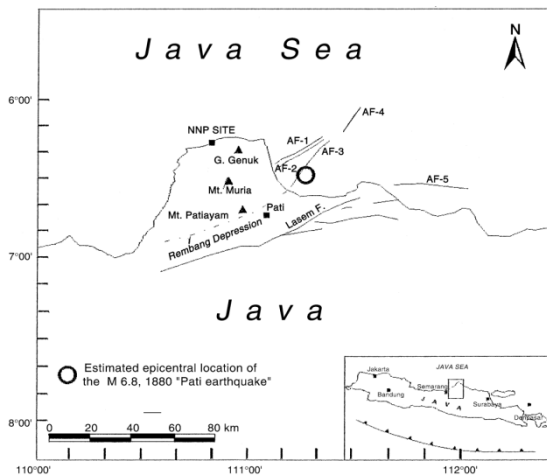 Java Sea
N
6°00'
AF-4
NNP SITE
AF-1
AF-3
G. Genuk
AF-2
Mt. Muria
AF-5
Pati
Lasem F.
Mt. Patiayam
Rembang Depression
7°00'
Java
Estimated epicentral location of
the M 6.8, 1880 "Pati earthquake"
JAVA SEA
Jakarta
Semarang
Bandung
JAVA
Surabaya
Denpasar
8°00'
0 20 40 60 80 km
110°00'
111°00'
112°00'